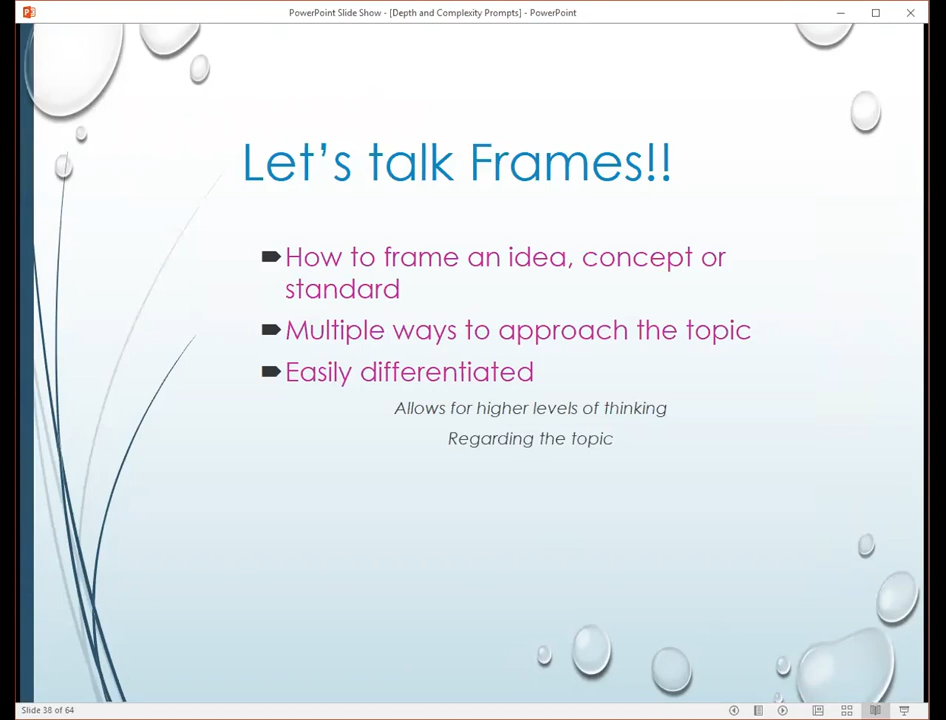 PowerPoint Slide Show - [Depth and Complexity Prompts] - PowerPoint
Let's talk Frames!!
How to frame an idea, concept or
standard
Multiple ways to approach the topic
Easily differentiated
Allows for higher levels of thinking
Regarding the topic
Slide 38 of 64